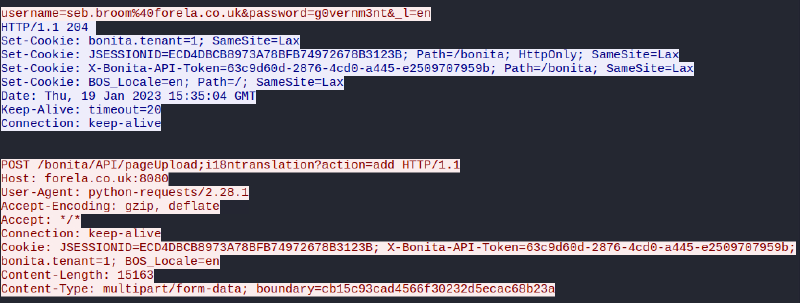 username=seb.broom%40forela.co.uk&password=g0vernm3nt&_l=en
HTTP/1.1 204
Set-Cookie: bonita.tenant=1; SameSite=Lax
Set-Cookie: JSESSIONID=ECD4DBCB8973A78BFB74972678B3123B; Path=/bonita; HttpOnly; SameSite=Lax
Set-Cookie: X-Bonita-API-Token=63c9d60d-2876-4cd0-a445-e2509707959b; Path=/bonita; SameSite=Lax
Set-Cookie: BOS_Locale=en; Path=/; SameSite=Lax
Date: Thu, 19 Jan 2023 15:35:04 GMT
Keep-Alive: timeout=20
Connection: keep-alive
POST /bonita/API/pageUpload;i18ntranslation?action=add HTTP/1.1
Host: forela.co.uk:8080
User-Agent: python-requests/2.28.1
Accept-Encoding: gzip, deflate
Accept: */*
Connection: keep-alive
Cookie: JSESSIONID=ECD4DBCB8973A78BFB74972678B3123B; X-Bonita-API-Token=63c9d60d-2876-4cd0-a445-e2509707959b;
bonita.tenant=1; BOS_Locale=en
Content-Length: 15163
Content-Type: multipart/form-data; boundary=cb15c93cad4566f30232d5ecac68b23a